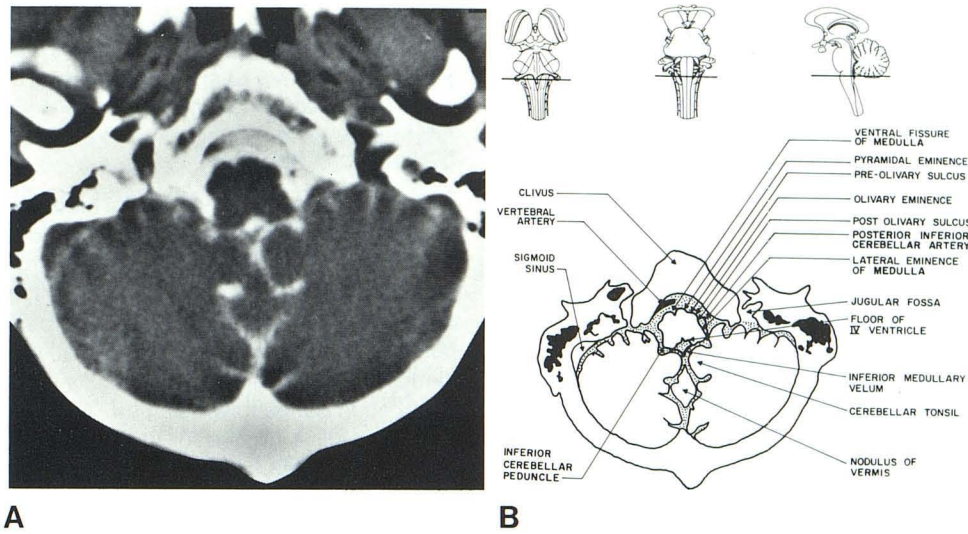 CLIVUS
VERTEBRAL
ARTERY
SIGMOID
SINUS
VENTRAL FISSURE
OF MEDULLA
PYRAMIDAL EMINENCE
PRE-OLIVARY SULCUS
OLIVARY EMINENCE
POST OLIVARY SULCUS
POSTERIOR INFERIOR
CEREBELLAR ARTERY
LATERAL EMINENCE
OF MEDULLA
JUGULAR FOSSA
FLOOR OF
IV VENTRICLE
INFERIOR MEDULLARY
VELUM
CEREBELLAR TONSIL
NODULUS OF
VERMIS
INFERIOR
CEREBELLAR
PEDUNCLE
A
B